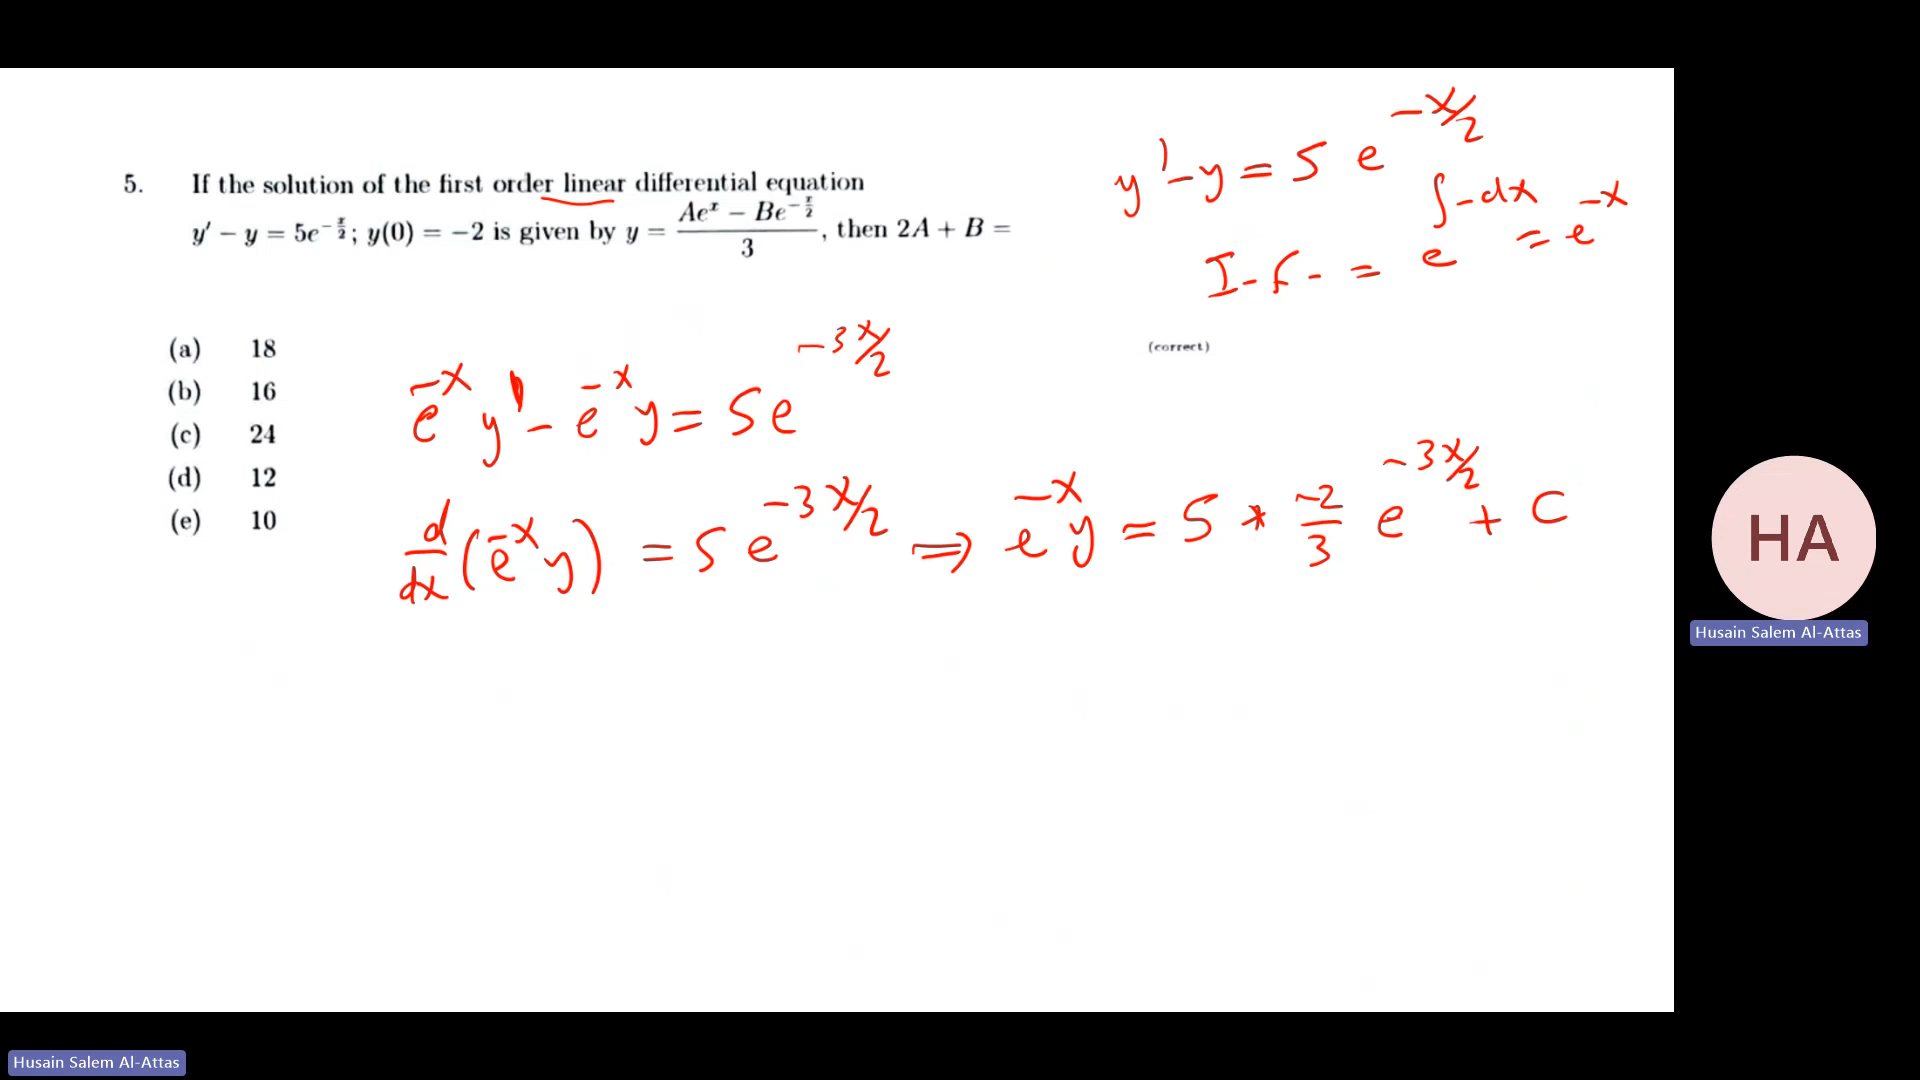 5. If the solution of the first order linear differential equation
y′ − y = 5e^{−x/2}; y(0) = −2 is given by y = (Ae^x − Be^{−x/2})/3, then 2A + B =
(a) 18 (correct)
(b) 16
(c) 24
(d) 12
(e) 10
y' - y = 5 e^{-x/2}
I-F- = e^{∫-dx} = e^{-x}
e^{-x} y' - e^{-x} y = 5e^{-3x/2}
d/dx (e^{-x} y) = 5 e^{-3x/2} ⟹ e^{-x} y = 5 * -2/3 e^{-3x/2} + C
HA
Husain Salem Al-Attas
Husain Salem Al-Attas